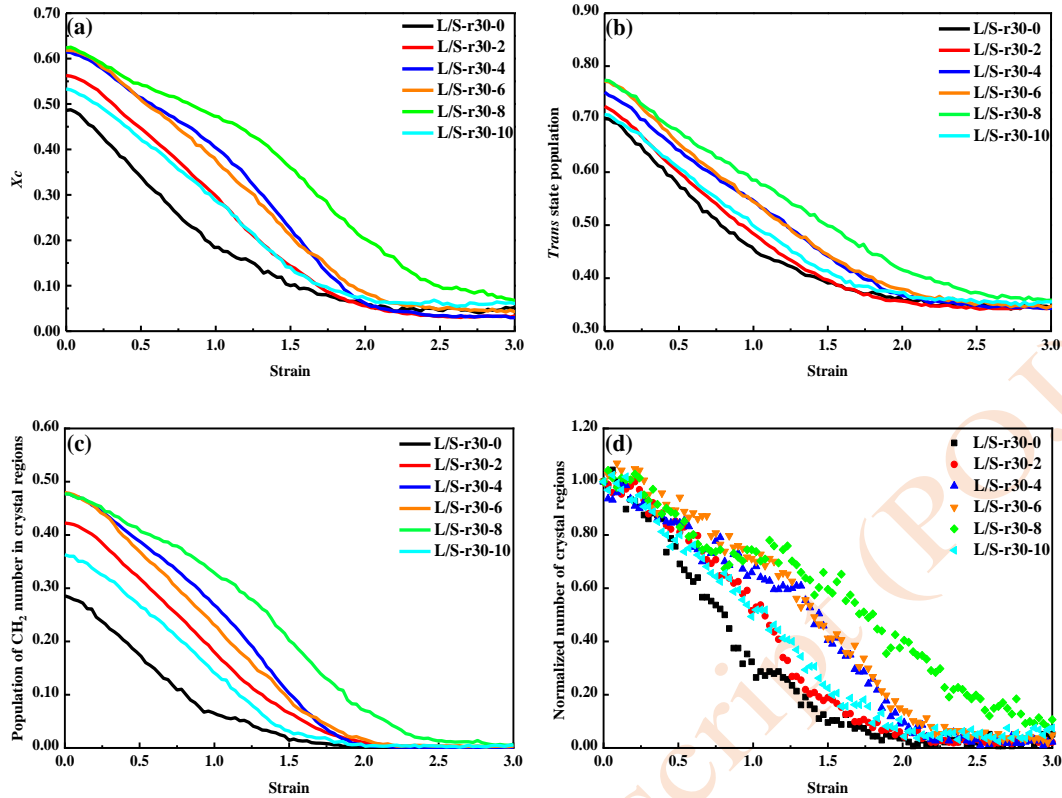 (a)
L/S-r30-0
L/S-r30-2
L/S-r30-4
L/S-r30-6
L/S-r30-8
L/S-r30-10
Xc
0.70
0.60
0.50
0.40
0.30
0.20
0.10
0.00
0.0 0.5 1.0 1.5 2.0 2.5 3.0
Strain
(b)
L/S-r30-0
L/S-r30-2
L/S-r30-4
L/S-r30-6
L/S-r30-8
L/S-r30-10
Trans state population
0.90
0.80
0.70
0.60
0.50
0.40
0.30
0.0 0.5 1.0 1.5 2.0 2.5 3.0
Strain
(c)
L/S-r30-0
L/S-r30-2
L/S-r30-4
L/S-r30-6
L/S-r30-8
L/S-r30-10
Population of CH₂ number in crystal regions
0.60
0.50
0.40
0.30
0.20
0.10
0.00
0.0 0.5 1.0 1.5 2.0 2.5 3.0
Strain
(d)
L/S-r30-0
L/S-r30-2
L/S-r30-4
L/S-r30-6
L/S-r30-8
L/S-r30-10
Normalized number of crystal regions
1.20
1.00
0.80
0.60
0.40
0.20
0.00
0.0 0.5 1.0 1.5 2.0 2.5 3.0
Strain